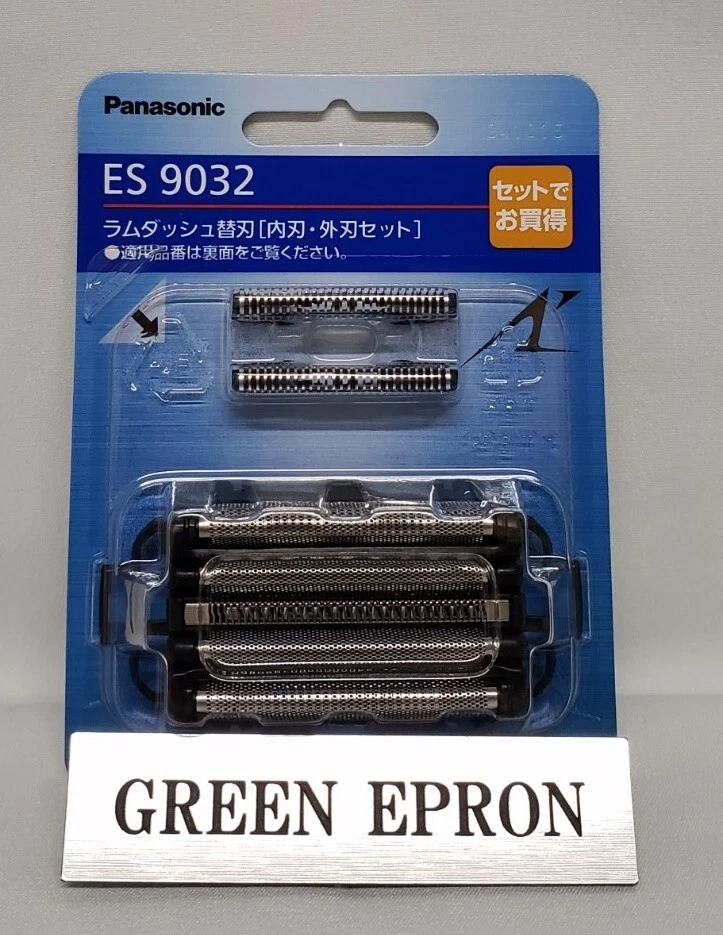 Panasonic
ES 9032
セットで
お買得
ラムダッシュ替刃[内刃・外刃セット]
●適用品番は裏面をご覧ください。
GREEN EPRON